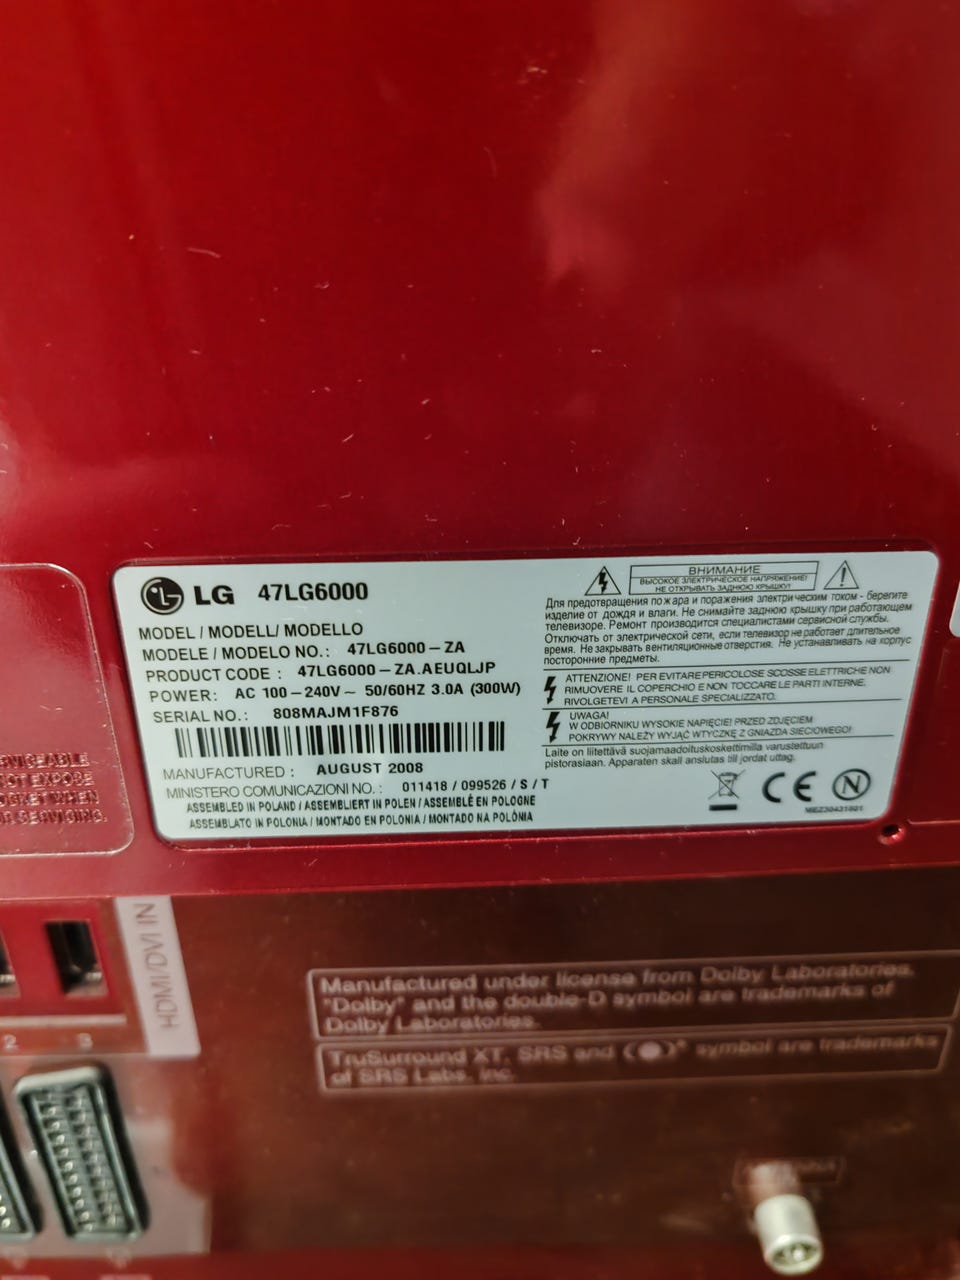 LG 47LG6000
MODEL / MODELL/ MODELLO
MODELE / MODELO NO.: 47LG6000-ZA
PRODUCT CODE : 47LG6000-ZA.AEUQLJP
POWER: AC 100-240V~ 50/60HZ 3.0A (300W)
SERIAL NO.: 808MAJM1F876
MANUFACTURED : AUGUST 2008
MINISTERO COMUNICAZIONI NO.: 011418 / 099526 / S / T
ASSEMBLED IN POLAND / ASSEMBLIERT IN POLEN / ASSEMBLÉ EN POLOGNE
ASSEMBLATO IN POLONIA / MONTADO EN POLONIA / MONTADO NA POLÔNIA
ВНИМАНИЕ
ВЫСОКОЕ ЭЛЕКТРИЧЕСКОЕ НАПРЯЖЕНИЕ!
НЕ ОТКРЫВАТЬ ЗАДНЮЮ КРЫШКУ!
Для предотвращения пожара и поражения электрическим током - берегите
изделие от дождя и влаги. Не снимайте заднюю крышку при работающем
телевизоре. Ремонт производится специалистами сервисной службы.
Отключать от электрической сети, если телевизор не работает длительное
время. Не закрывать вентиляционные отверстия. Не устанавливать на корпус
посторонние предметы.
ATTENZIONE! PER EVITARE PERICOLOSE SCOSSE ELETTRICHE NON
RIMUOVERE IL COPERCHIO E NON TOCCARE LE PARTI INTERNE.
RIVOLGETEVI A PERSONALE SPECIALIZZATO.
UWAGA!
W ODBIORNIKU WYSOKIE NAPIĘCIE! PRZED ZDJĘCIEM
POKRYWY NALEŻY WYJĄĆ WTYCZKĘ Z GNIAZDA SIECIOWEGO!
Laite on liitettävä suojamaadoituskoskettimilla varustettuun
pistorasiaan. Apparaten skall anslutas till jordat uttag.
CE N
MEZ30431601
NOT EXPOSE
WHEN
SERVICING.
HDMI/DVI IN
2 3
Manufactured under license from Dolby Laboratories.
"Dolby" and the double-D symbol are trademarks of
Dolby Laboratories.
TruSurround XT, SRS and symbol are trademarks
of SRS Labs, Inc.